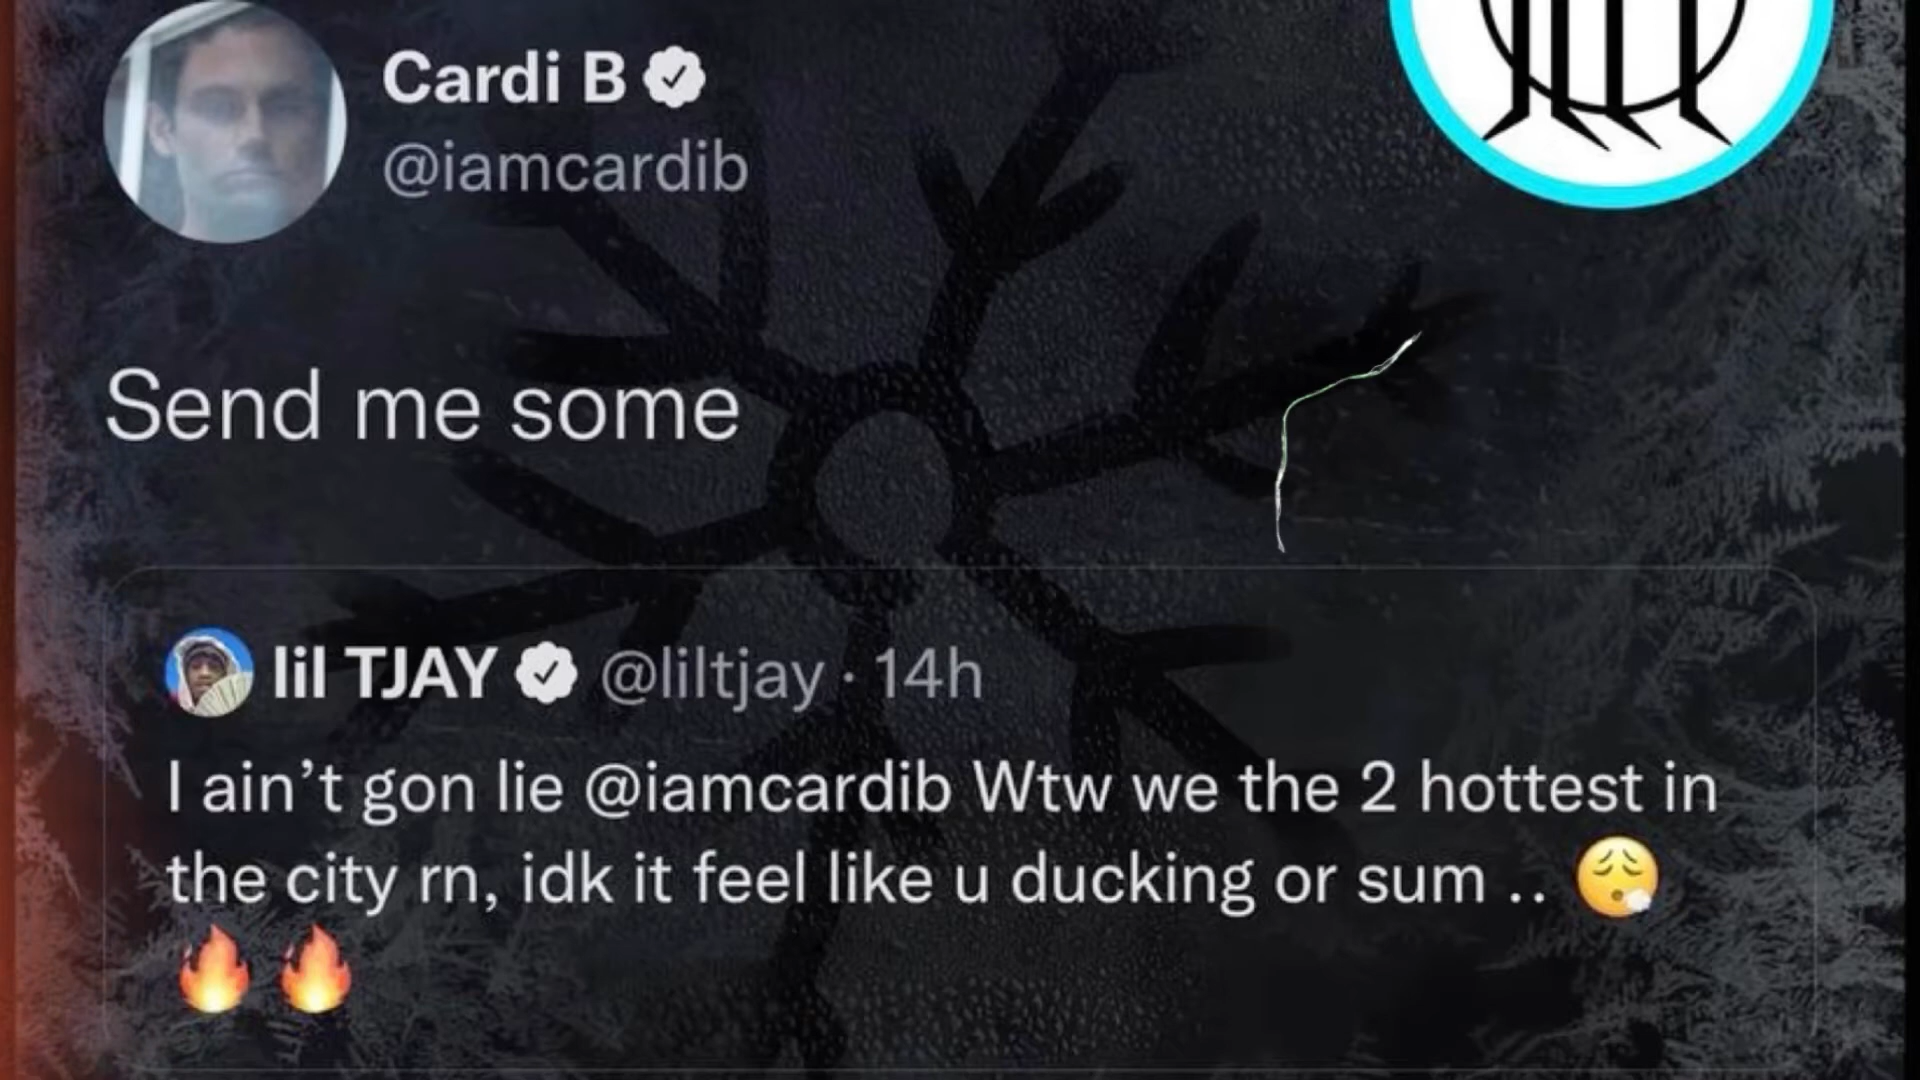 Cardi B
@iamcardib
Send me some
lil TJAY @liltjay · 14h
I ain’t gon lie @iamcardib Wtw we the 2 hottest in
the city rn, idk it feel like u ducking or sum .. 😮‍💨
🔥 🔥